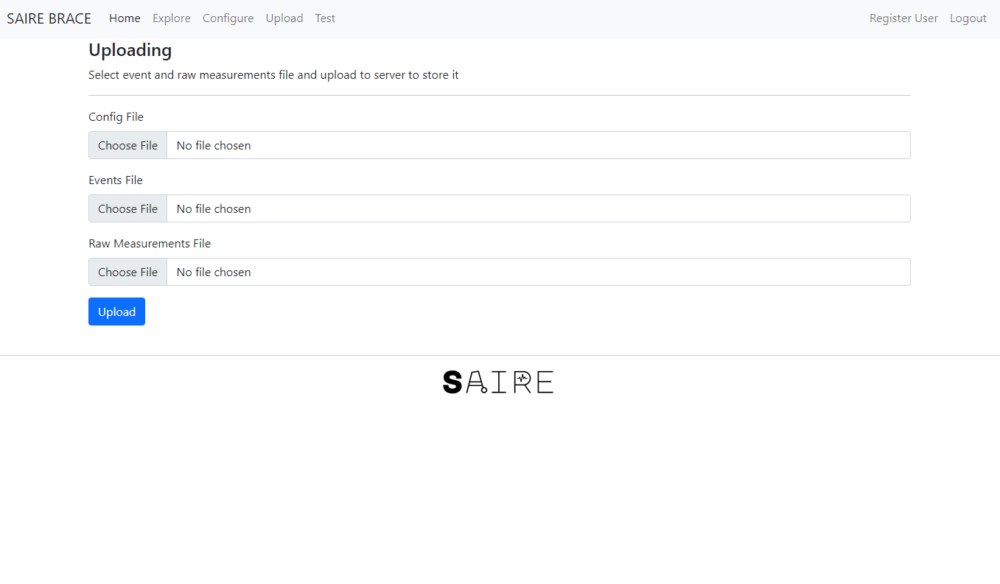 SAIRE BRACE Home Explore Configure Upload Test Register User Logout
Uploading
Select event and raw measurements file and upload to server to store it
Config File
Choose File No file chosen
Events File
Choose File No file chosen
Raw Measurements File
Choose File No file chosen
Upload
SAIRE